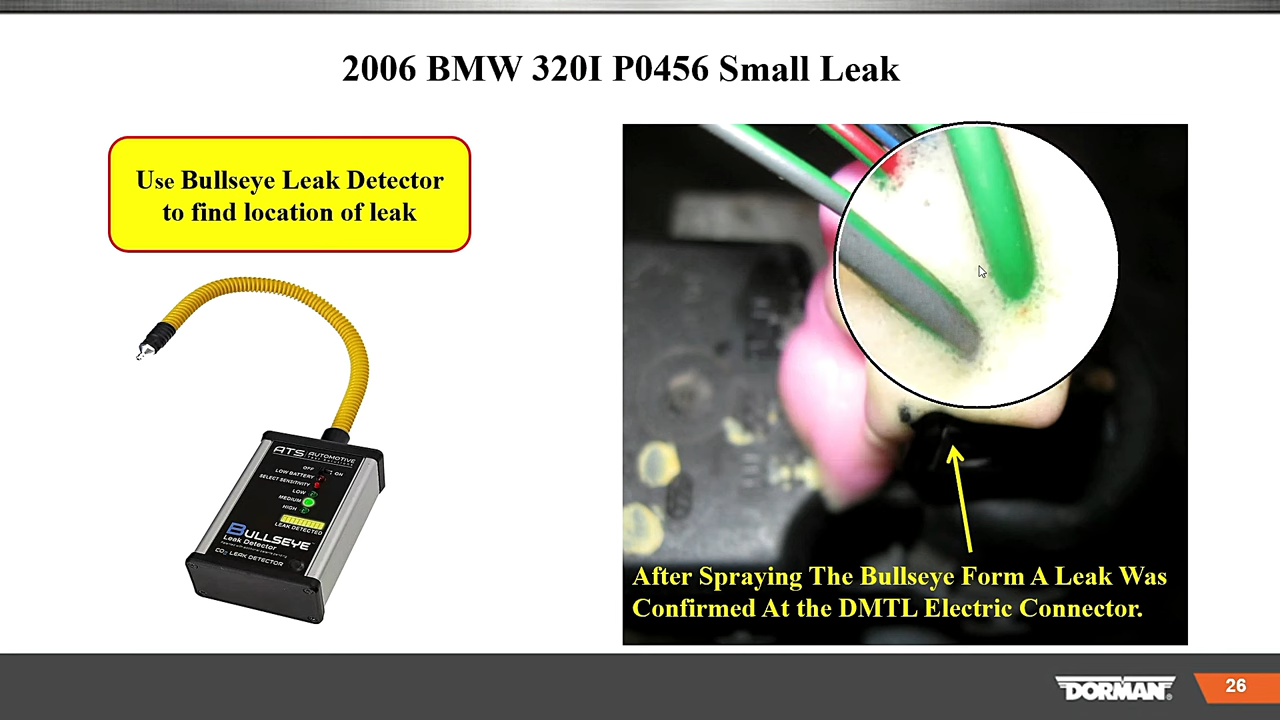 2006 BMW 320I P0456 Small Leak
Use Bullseye Leak Detector
to find location of leak
ATS AUTOMOTIVE
OFF ON
LOW BATTERY
SELECT SENSITIVITY
LOW
MEDIUM
HIGH
LEAK DETECTED
BULLSEYE
Leak Detector
CO2 LEAK DETECTOR
After Spraying The Bullseye Form A Leak Was
Confirmed At the DMTL Electric Connector.
DORMAN®
26